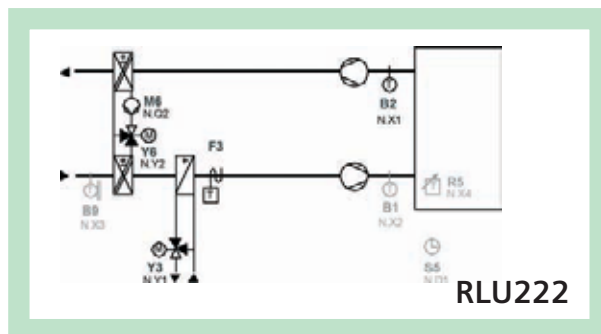 M6
N.Q2
B2
N.X1
Y6
N.Y2
F3
T
B9
N.X3
B1
N.X2
R5
N.X4
Y3
N.Y1
S5
N.D1
RLU222